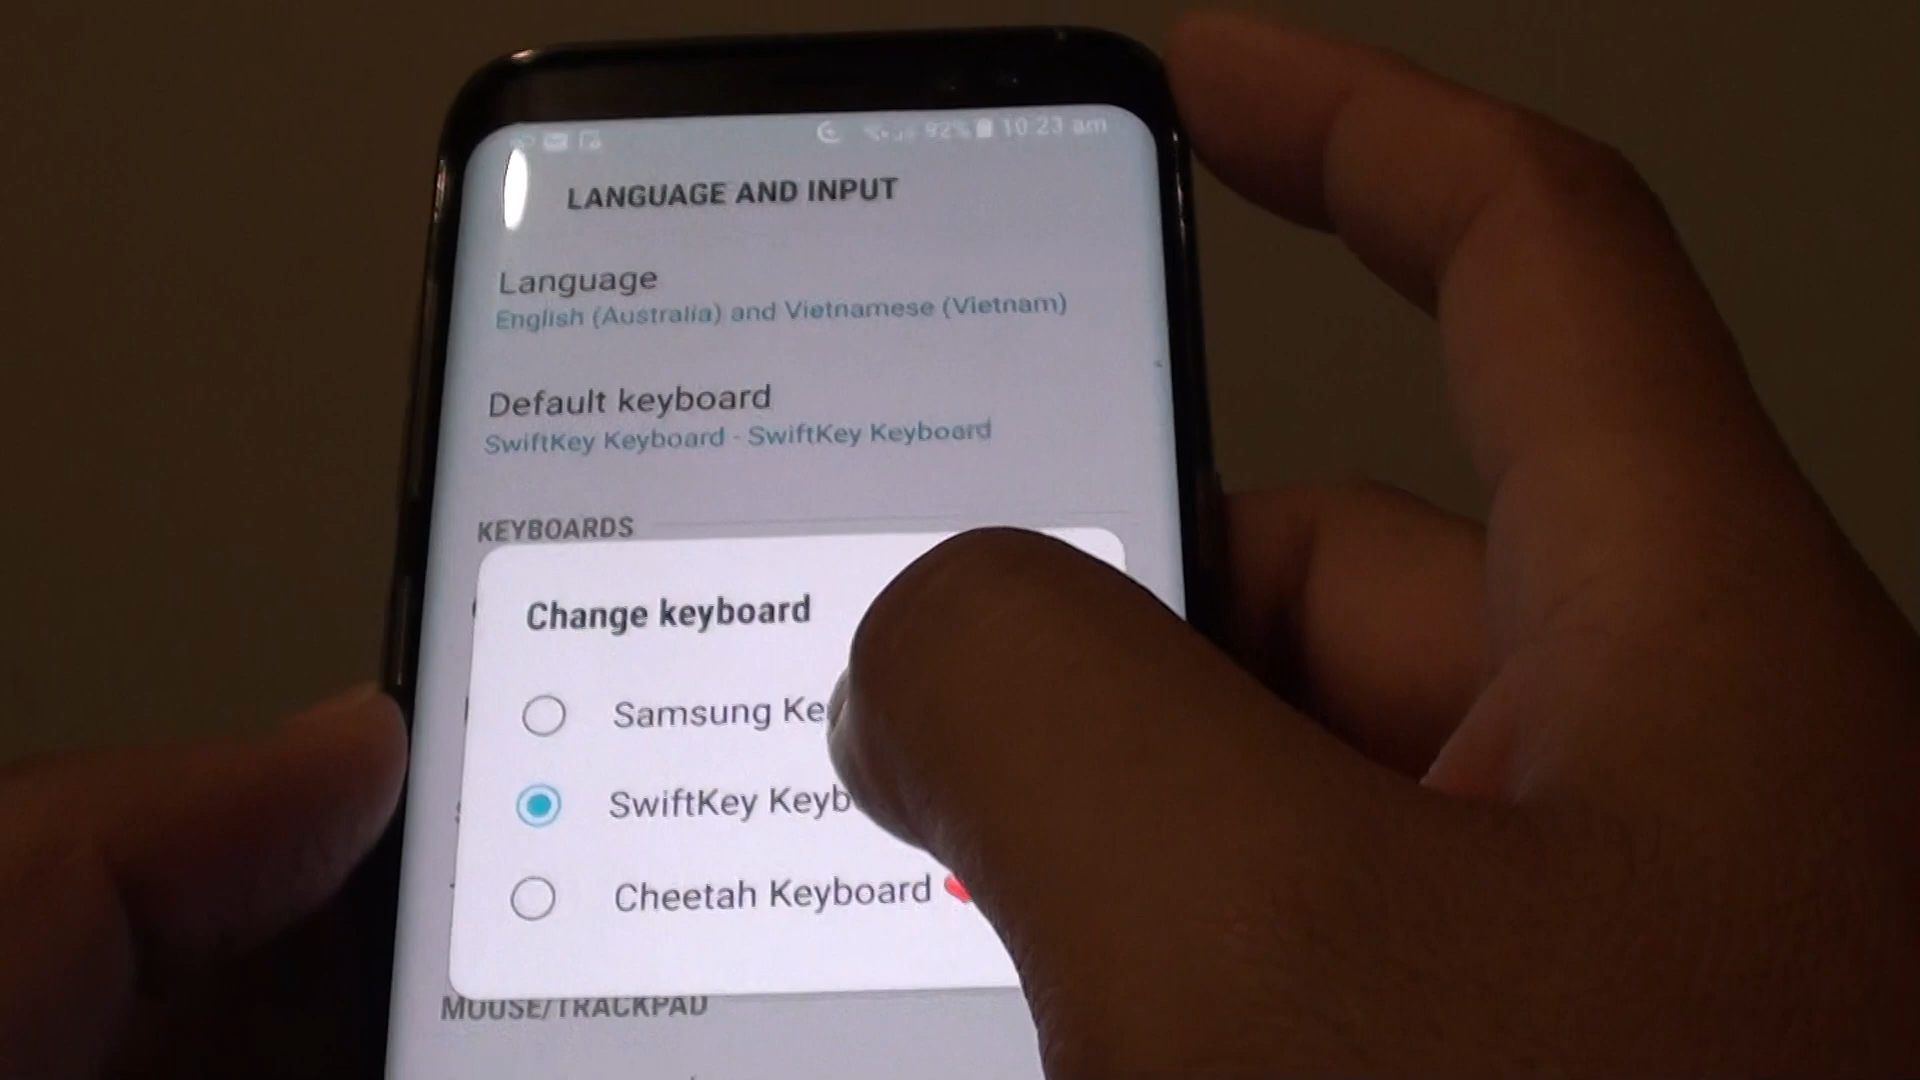 92% 10:23 am
LANGUAGE AND INPUT
Language
English (Australia) and Vietnamese (Vietnam)
Default keyboard
SwiftKey Keyboard - SwiftKey Keyboard
KEYBOARDS
Change keyboard
Samsung Ke
SwiftKey Keyb
Cheetah Keyboard
MOUSE/TRACKPAD